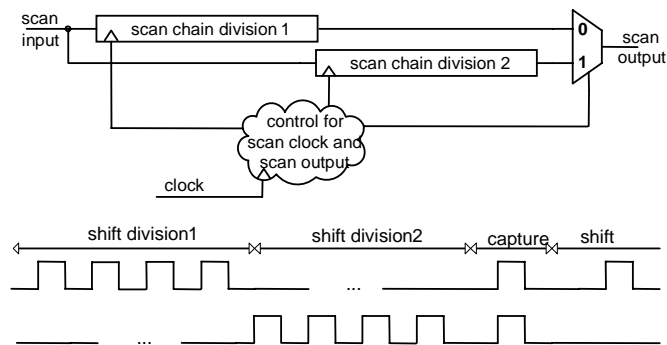 scan
input
scan chain division 1
0
scan
output
scan chain division 2
1
control for
scan clock and
scan output
clock
shift division1
shift division2
capture
shift
...
...